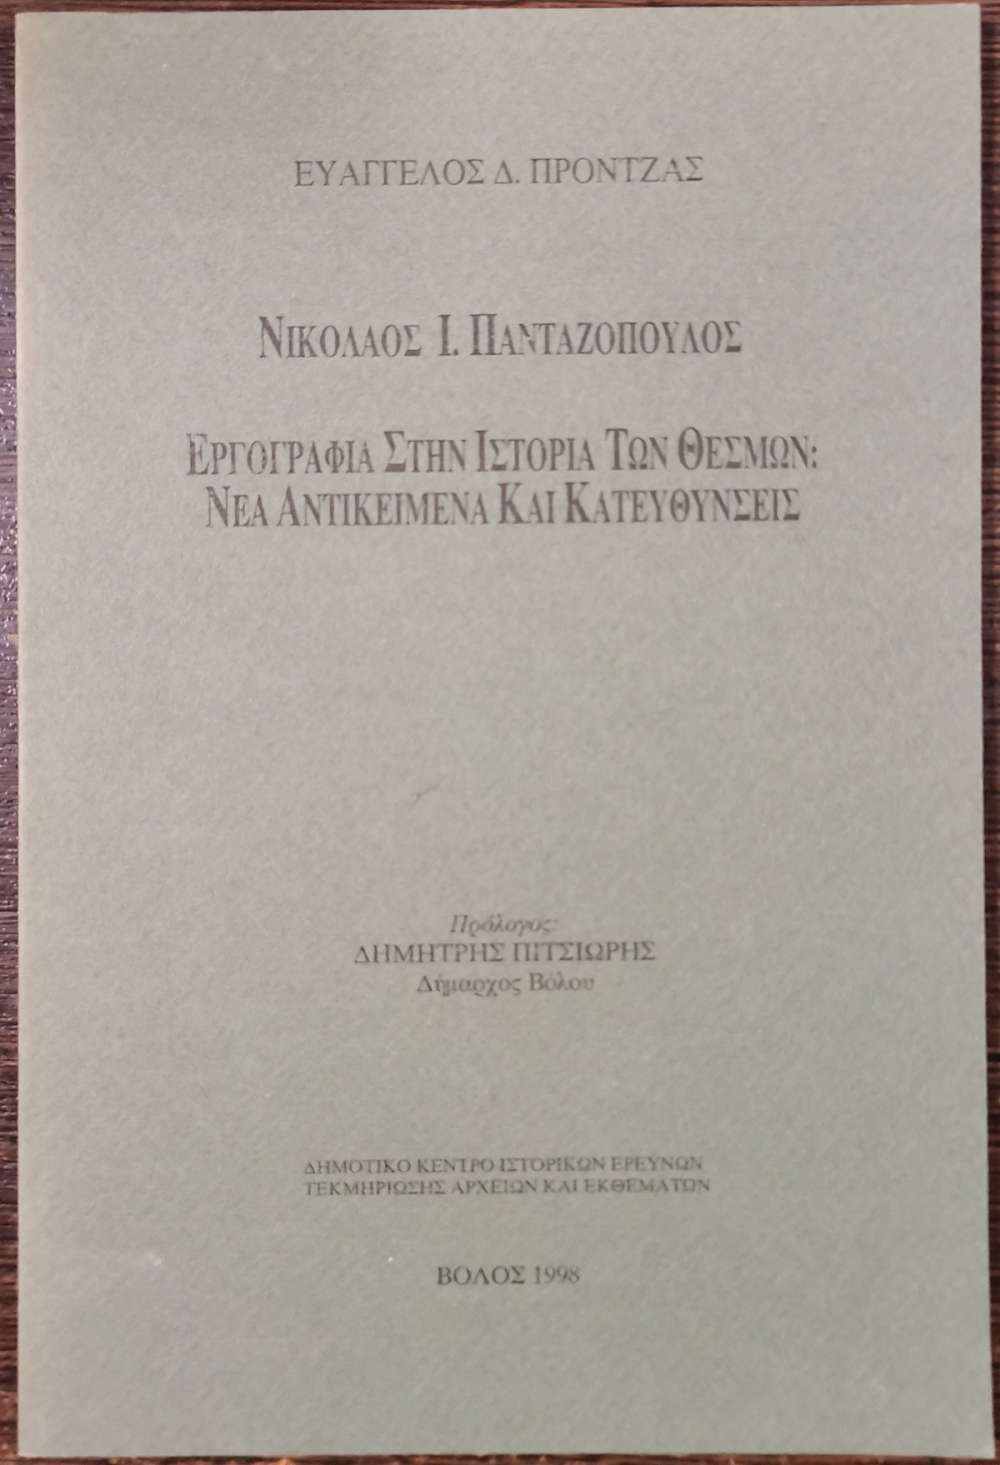 ΕΥΑΓΓΕΛΟΣ Δ. ΠΡΟΝΤΖΑΣ
ΝΙΚΟΛΑΟΣ Ι. ΠΑΝΤΑΖΟΠΟΥΛΟΣ
ΕΡΓΟΓΡΑΦΙΑ ΣΤΗΝ ΙΣΤΟΡΙΑ ΤΩΝ ΘΕΣΜΩΝ:
ΝΕΑ ΑΝΤΙΚΕΙΜΕΝΑ ΚΑΙ ΚΑΤΕΥΘΥΝΣΕΙΣ
Πρόλογος:
ΔΗΜΗΤΡΗΣ ΠΙΤΣΙΩΡΗΣ
Δήμαρχος Βόλου
ΔΗΜΟΤΙΚΟ ΚΕΝΤΡΟ ΙΣΤΟΡΙΚΩΝ ΕΡΕΥΝΩΝ
ΤΕΚΜΗΡΙΩΣΗΣ ΑΡΧΕΙΩΝ ΚΑΙ ΕΚΘΕΜΑΤΩΝ
ΒΟΛΟΣ 1998